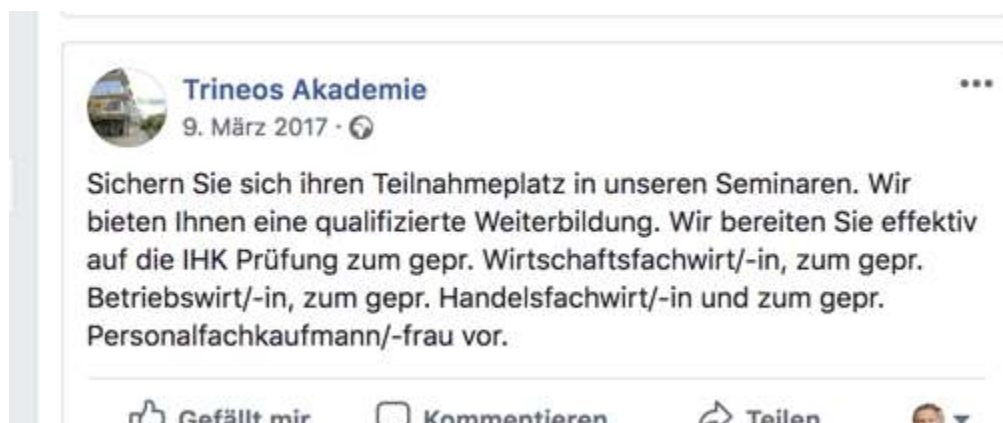 Trineos Akademie
9. März 2017
Sichern Sie sich ihren Teilnahmeplatz in unseren Seminaren. Wir
bieten Ihnen eine qualifizierte Weiterbildung. Wir bereiten Sie effektiv
auf die IHK Prüfung zum gepr. Wirtschaftsfachwirt/-in, zum gepr.
Betriebswirt/-in, zum gepr. Handelsfachwirt/-in und zum gepr.
Personalfachkaufmann/-frau vor.
Gefällt mir Kommentieren Teilen